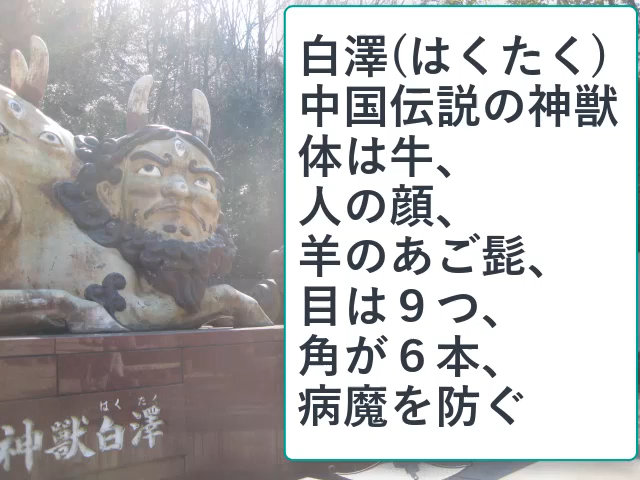 白澤(はくたく)
中国伝説の神獣
体は牛、
人の顔、
羊のあご髭、
目は９つ、
角が６本、
病魔を防ぐ
はくたく
神獣白澤